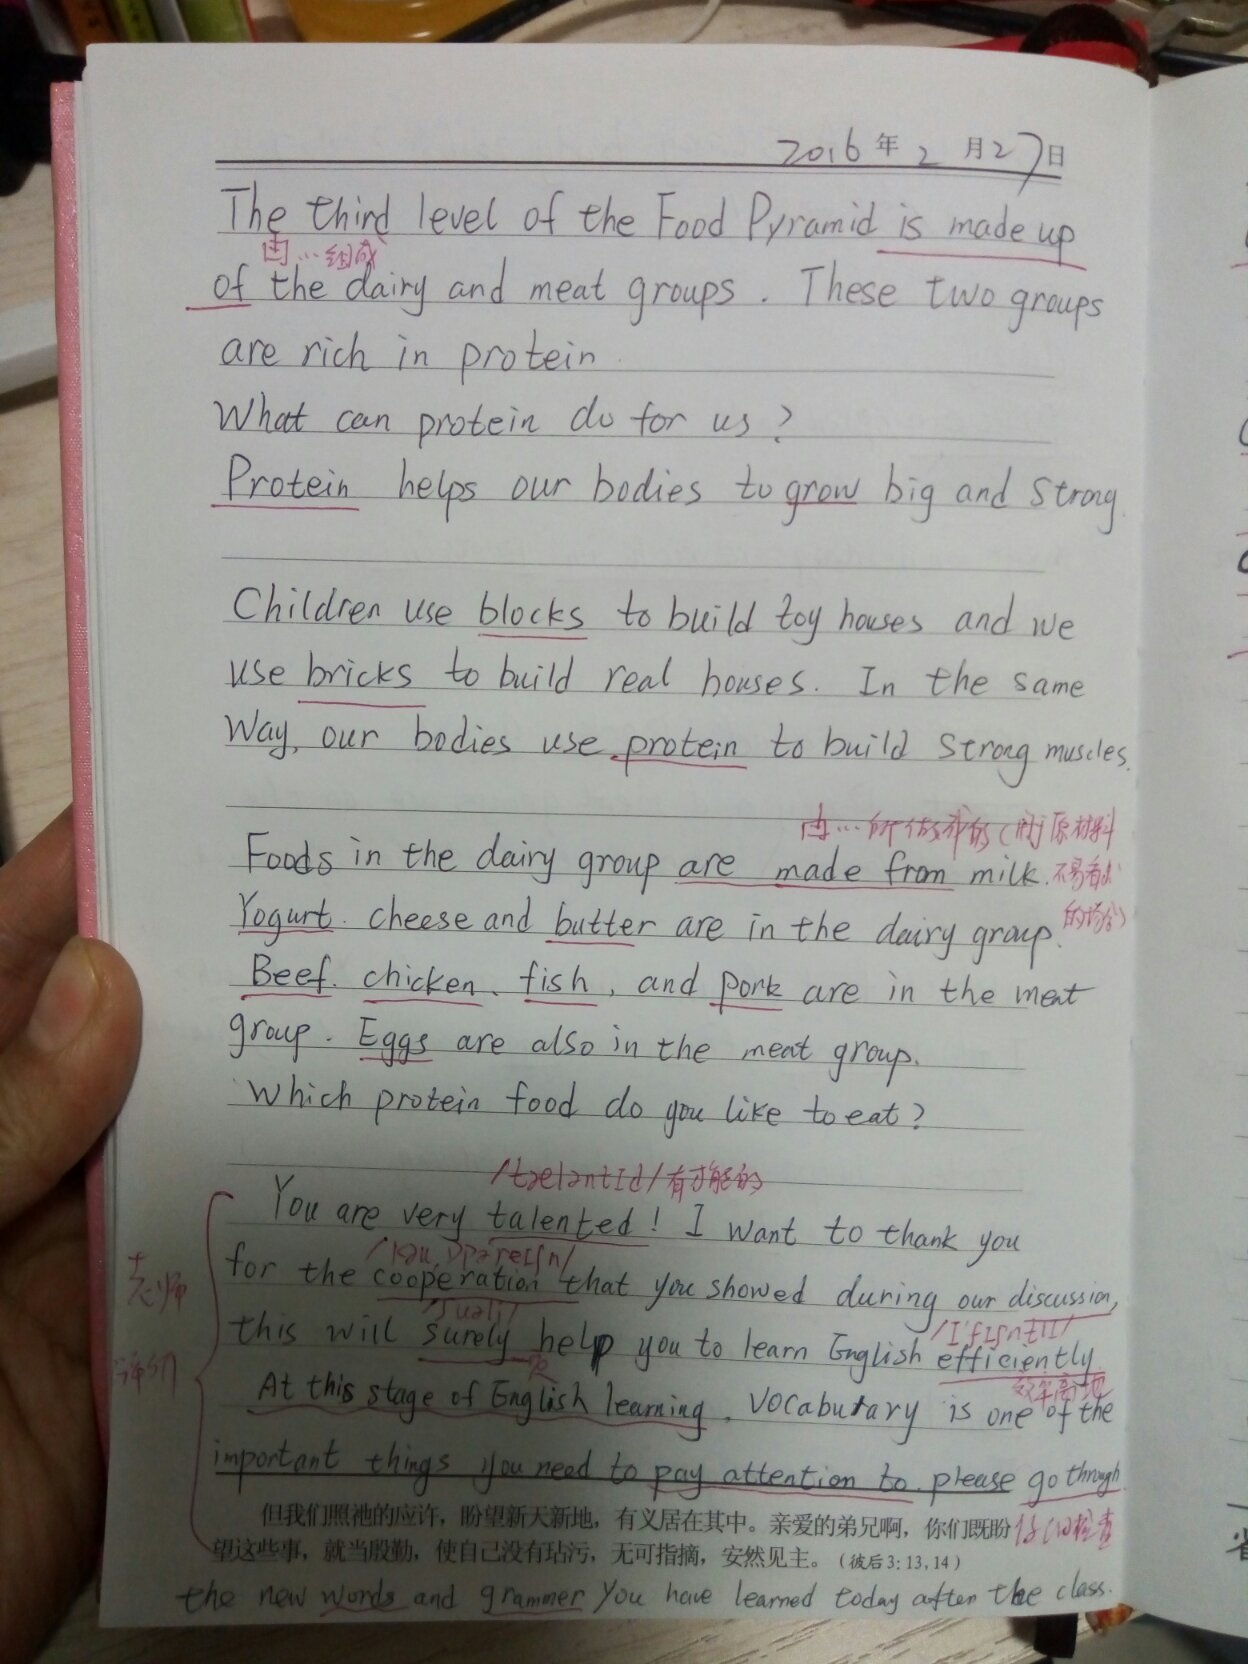 2016年2月27日
The third level of the Food Pyramid is made up
由…组成
of the dairy and meat groups. These two groups
are rich in protein.
What can protein do for us?
Protein helps our bodies to grow big and strong.
Children use blocks to build toy houses and we
use bricks to build real houses. In the same
way, our bodies use protein to build strong muscles.
由…所做成的(用于原材料
Foods in the dairy group are made from milk. 不易看出
Yogurt. cheese and butter are in the dairy group. 的场合)
Beef. chicken. fish, and pork are in the meat
group. Eggs are also in the meat group.
Which protein food do you like to eat?
/tæləntId/有才能的
You are very talented! I want to thank you
for the cooperation that you showed during our discussion,
老师
this will surely help you to learn English efficiently
效率高地
At this stage of English learning, vocabulary is one of the
important things you need to pay attention to. please go through
但我们照祂的应许，盼望新天新地，有义居在其中。亲爱的弟兄啊，你们既盼
望这些事，就当殷勤，使自己没有玷污，无可指摘，安然见主。（彼后3:13,14）
the new words and grammer you have learned today after the class.